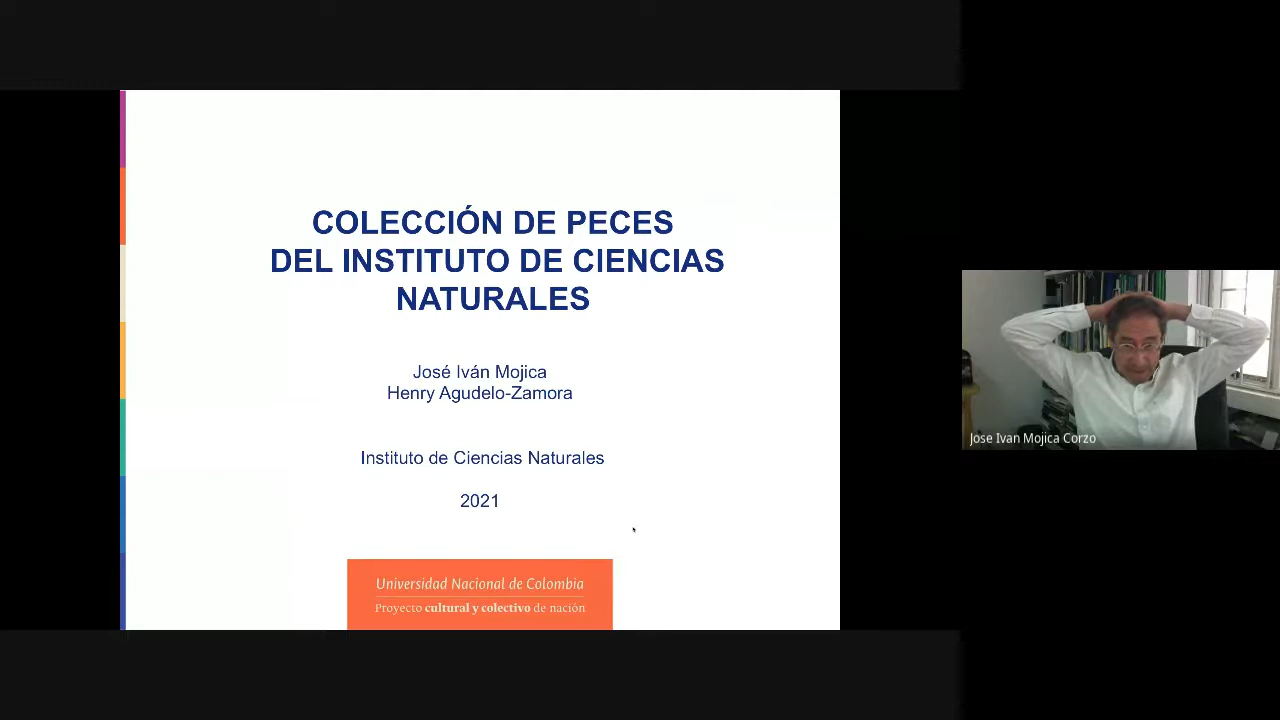 COLECCIÓN DE PECES
DEL INSTITUTO DE CIENCIAS
NATURALES
José Iván Mojica
Henry Agudelo-Zamora
Instituto de Ciencias Naturales
2021
Universidad Nacional de Colombia
Proyecto cultural y colectivo de nación
Jose Ivan Mojica Corzo